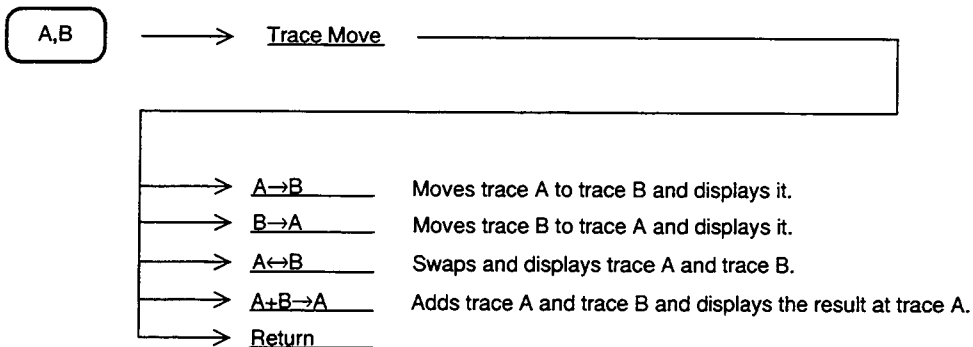 A,B Trace Move
A→B Moves trace A to trace B and displays it.
B→A Moves trace B to trace A and displays it.
A↔B Swaps and displays trace A and trace B.
A+B→A Adds trace A and trace B and displays the result at trace A.
Return